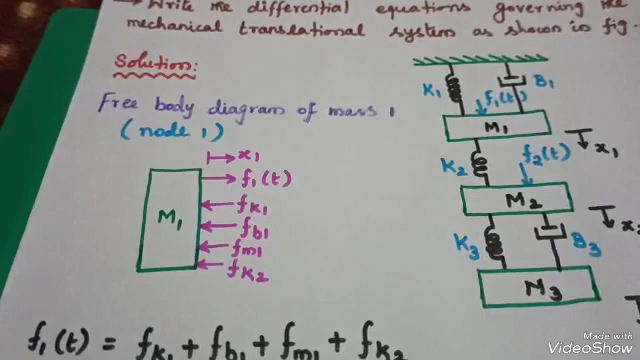 → Write the differential equations governing the
mechanical translational system as shown in fig.
Solution:
Free body diagram of mass 1
(node 1)
x₁
f₁(t)
M₁
fK₁
fb₁
fm₁
fK₂
f₁(t) = fK₁ + fb₁ + fm₁ + fK₂
K₁
B₁
f₁(t)
M₁
x₁
K₂
f₂(t)
M₂
K₃
B₃
M₃
Made with
VideoShow